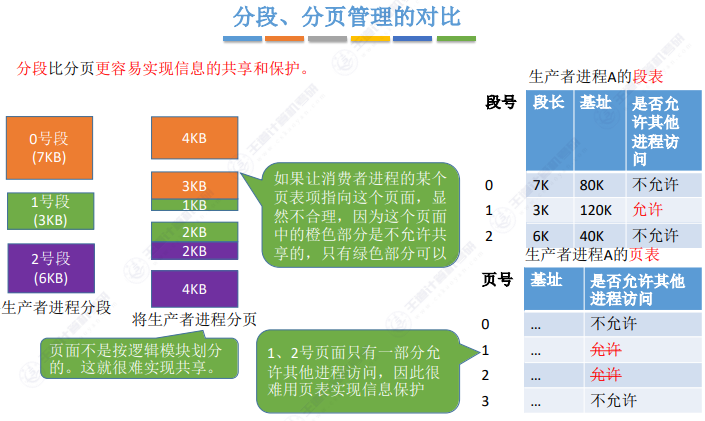 分段、分页管理的对比
分段比分页更容易实现信息的共享和保护。
0号段
(7KB)
1号段
(3KB)
2号段
(6KB)
生产者进程分段
4KB
3KB
1KB
2KB
2KB
4KB
将生产者进程分页
如果让消费者进程的某个
页表项指向这个页面，显
然不合理，因为这个页面
中的橙色部分是不允许共
享的，只有绿色部分可以
页面不是按逻辑模块划分
的。这就很难实现共享。
1、2号页面只有一部分允
许其他进程访问，因此很
难用页表实现信息保护
生产者进程A的段表
段号 段长 基址 是否允
许其他
进程访
问
0 7K 80K 不允许
1 3K 120K 允许
2 6K 40K 不允许
生产者进程A的页表
页号 基址 是否允许其他
进程访问
0 ... 不允许
1 ... 允许
2 ... 允许
3 ... 不允许
王道计算机考研